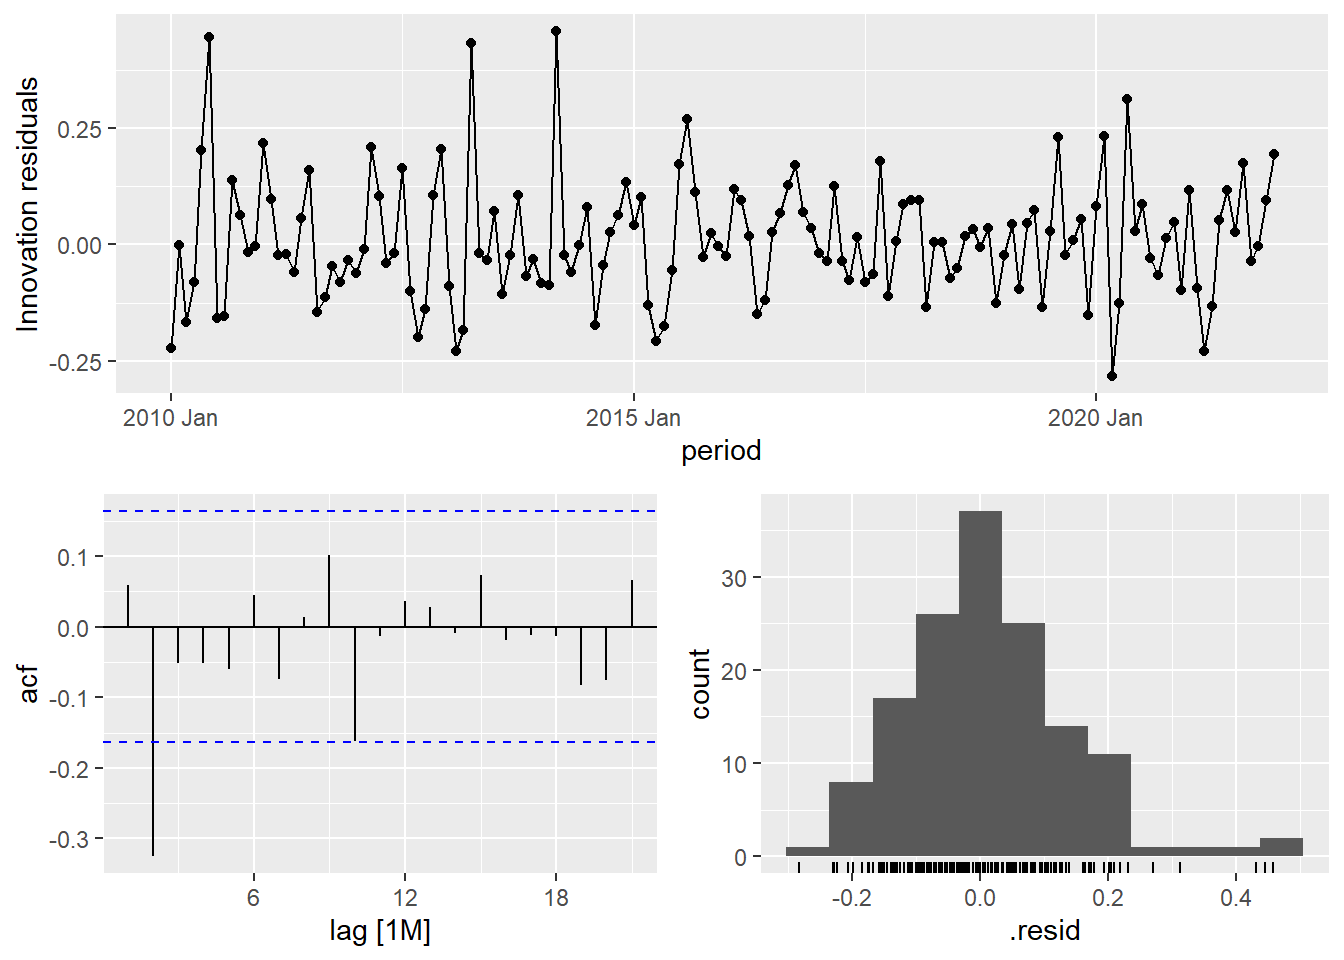 Innovation residuals
0.25
0.00
-0.25
2010 Jan
2015 Jan
2020 Jan
period
acf
0.1
0.0
-0.1
-0.2
-0.3
6
12
18
lag [1M]
count
30
20
10
0
-0.2
0.0
0.2
0.4
.resid